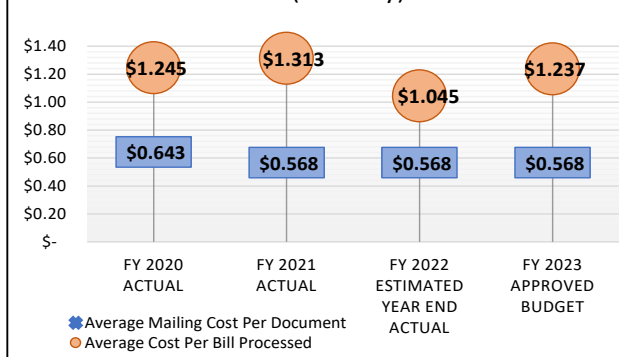 $1.40
$1.20
$1.00
$0.80
$0.60
$0.40
$0.20
$-
$1.245
$1.313
$1.045
$1.237
$0.643
$0.568
$0.568
$0.568
FY 2020
ACTUAL
FY 2021
ACTUAL
FY 2022
ESTIMATED
YEAR END
ACTUAL
FY 2023
APPROVED
BUDGET
Average Mailing Cost Per Document
Average Cost Per Bill Processed